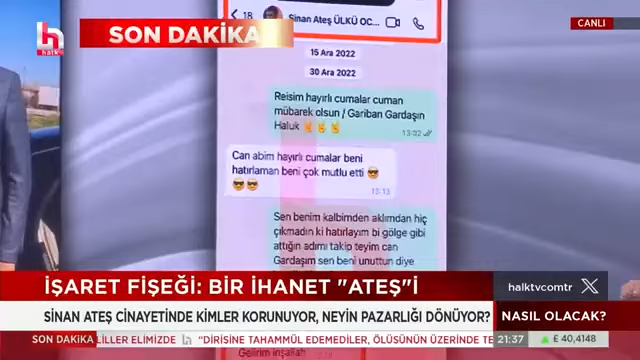 SON DAKİKA
CANLI
halk
18
Sinan Ateş ÜLKÜ OC...
15 Ara 2022
30 Ara 2022
Reisim hayırlı cumalar cuman
mübarek olsun / Gariban Gardaşın
Haluk
13:02
Canı abim hayırlı cumalar beni
hatırlaman beni çok mutlu etti
15:13
Sen benim kalbimden aklımdan hiç
çıkmadın ki hatırlayım bi gölge gibi
attığın adımı takip teyim can
Gardaşım sen beni unuttun diye
İŞARET FİŞEĞİ: BİR İHANET "ATEŞ"İ
halktvcomtr
SİNAN ATEŞ CİNAYETİNDE KİMLER KORUNUYOR, NEYİN PAZARLIĞI DÖNÜYOR?
NASIL OLACAK?
Gelirim inşallah
SON DAKİKA
LİLLER ELİMİZDE "DİRİSİNE TAHAMMÜL EDEMEDİLER, ÖLÜSÜNÜN ÜZERİNDE TE
21:37
£ 40,4148